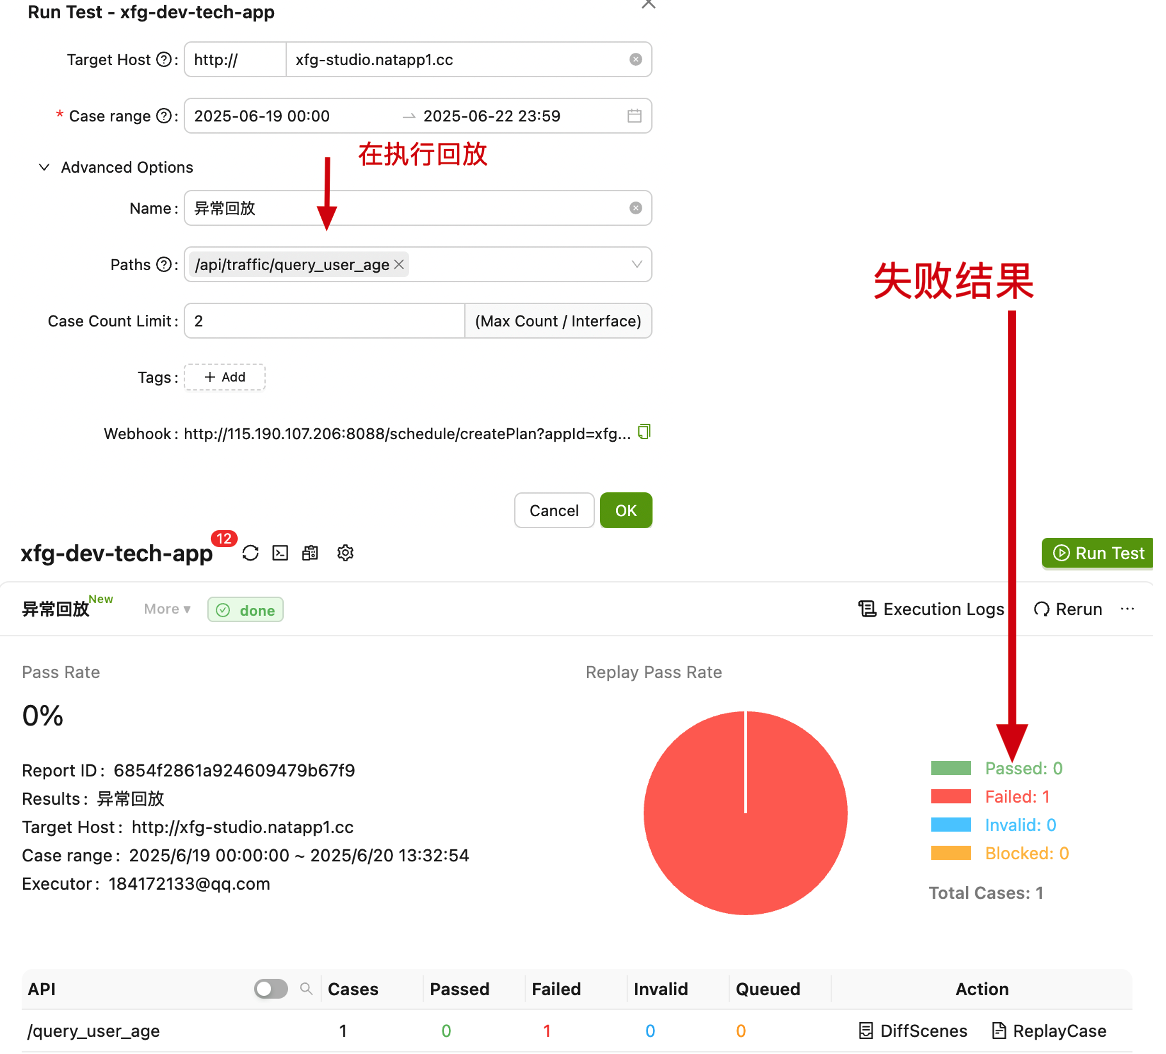 Run Test - xfg-dev-tech-app
Target Host : http:// xfg-studio.natapp1.cc
* Case range : 2025-06-19 00:00 → 2025-06-22 23:59
在执行回放
Advanced Options
Name : 异常回放
Paths : /api/traffic/query_user_age ×
Case Count Limit : 2 (Max Count / Interface)
Tags : + Add
Webhook : http://115.190.107.206:8088/schedule/createPlan?appId=xfg...
Cancel OK
失败结果
xfg-dev-tech-app 12
Run Test
异常回放 New More ▾ done
Execution Logs Rerun ...
Pass Rate
0%
Report ID : 6854f2861a924609479b67f9
Results : 异常回放
Target Host : http://xfg-studio.natapp1.cc
Case range : 2025/6/19 00:00:00 ~ 2025/6/20 13:32:54
Executor : 184172133@qq.com
Replay Pass Rate
Passed: 0
Failed: 1
Invalid: 0
Blocked: 0
Total Cases: 1
API Cases Passed Failed Invalid Queued Action
/query_user_age 1 0 1 0 0 DiffScenes ReplayCase